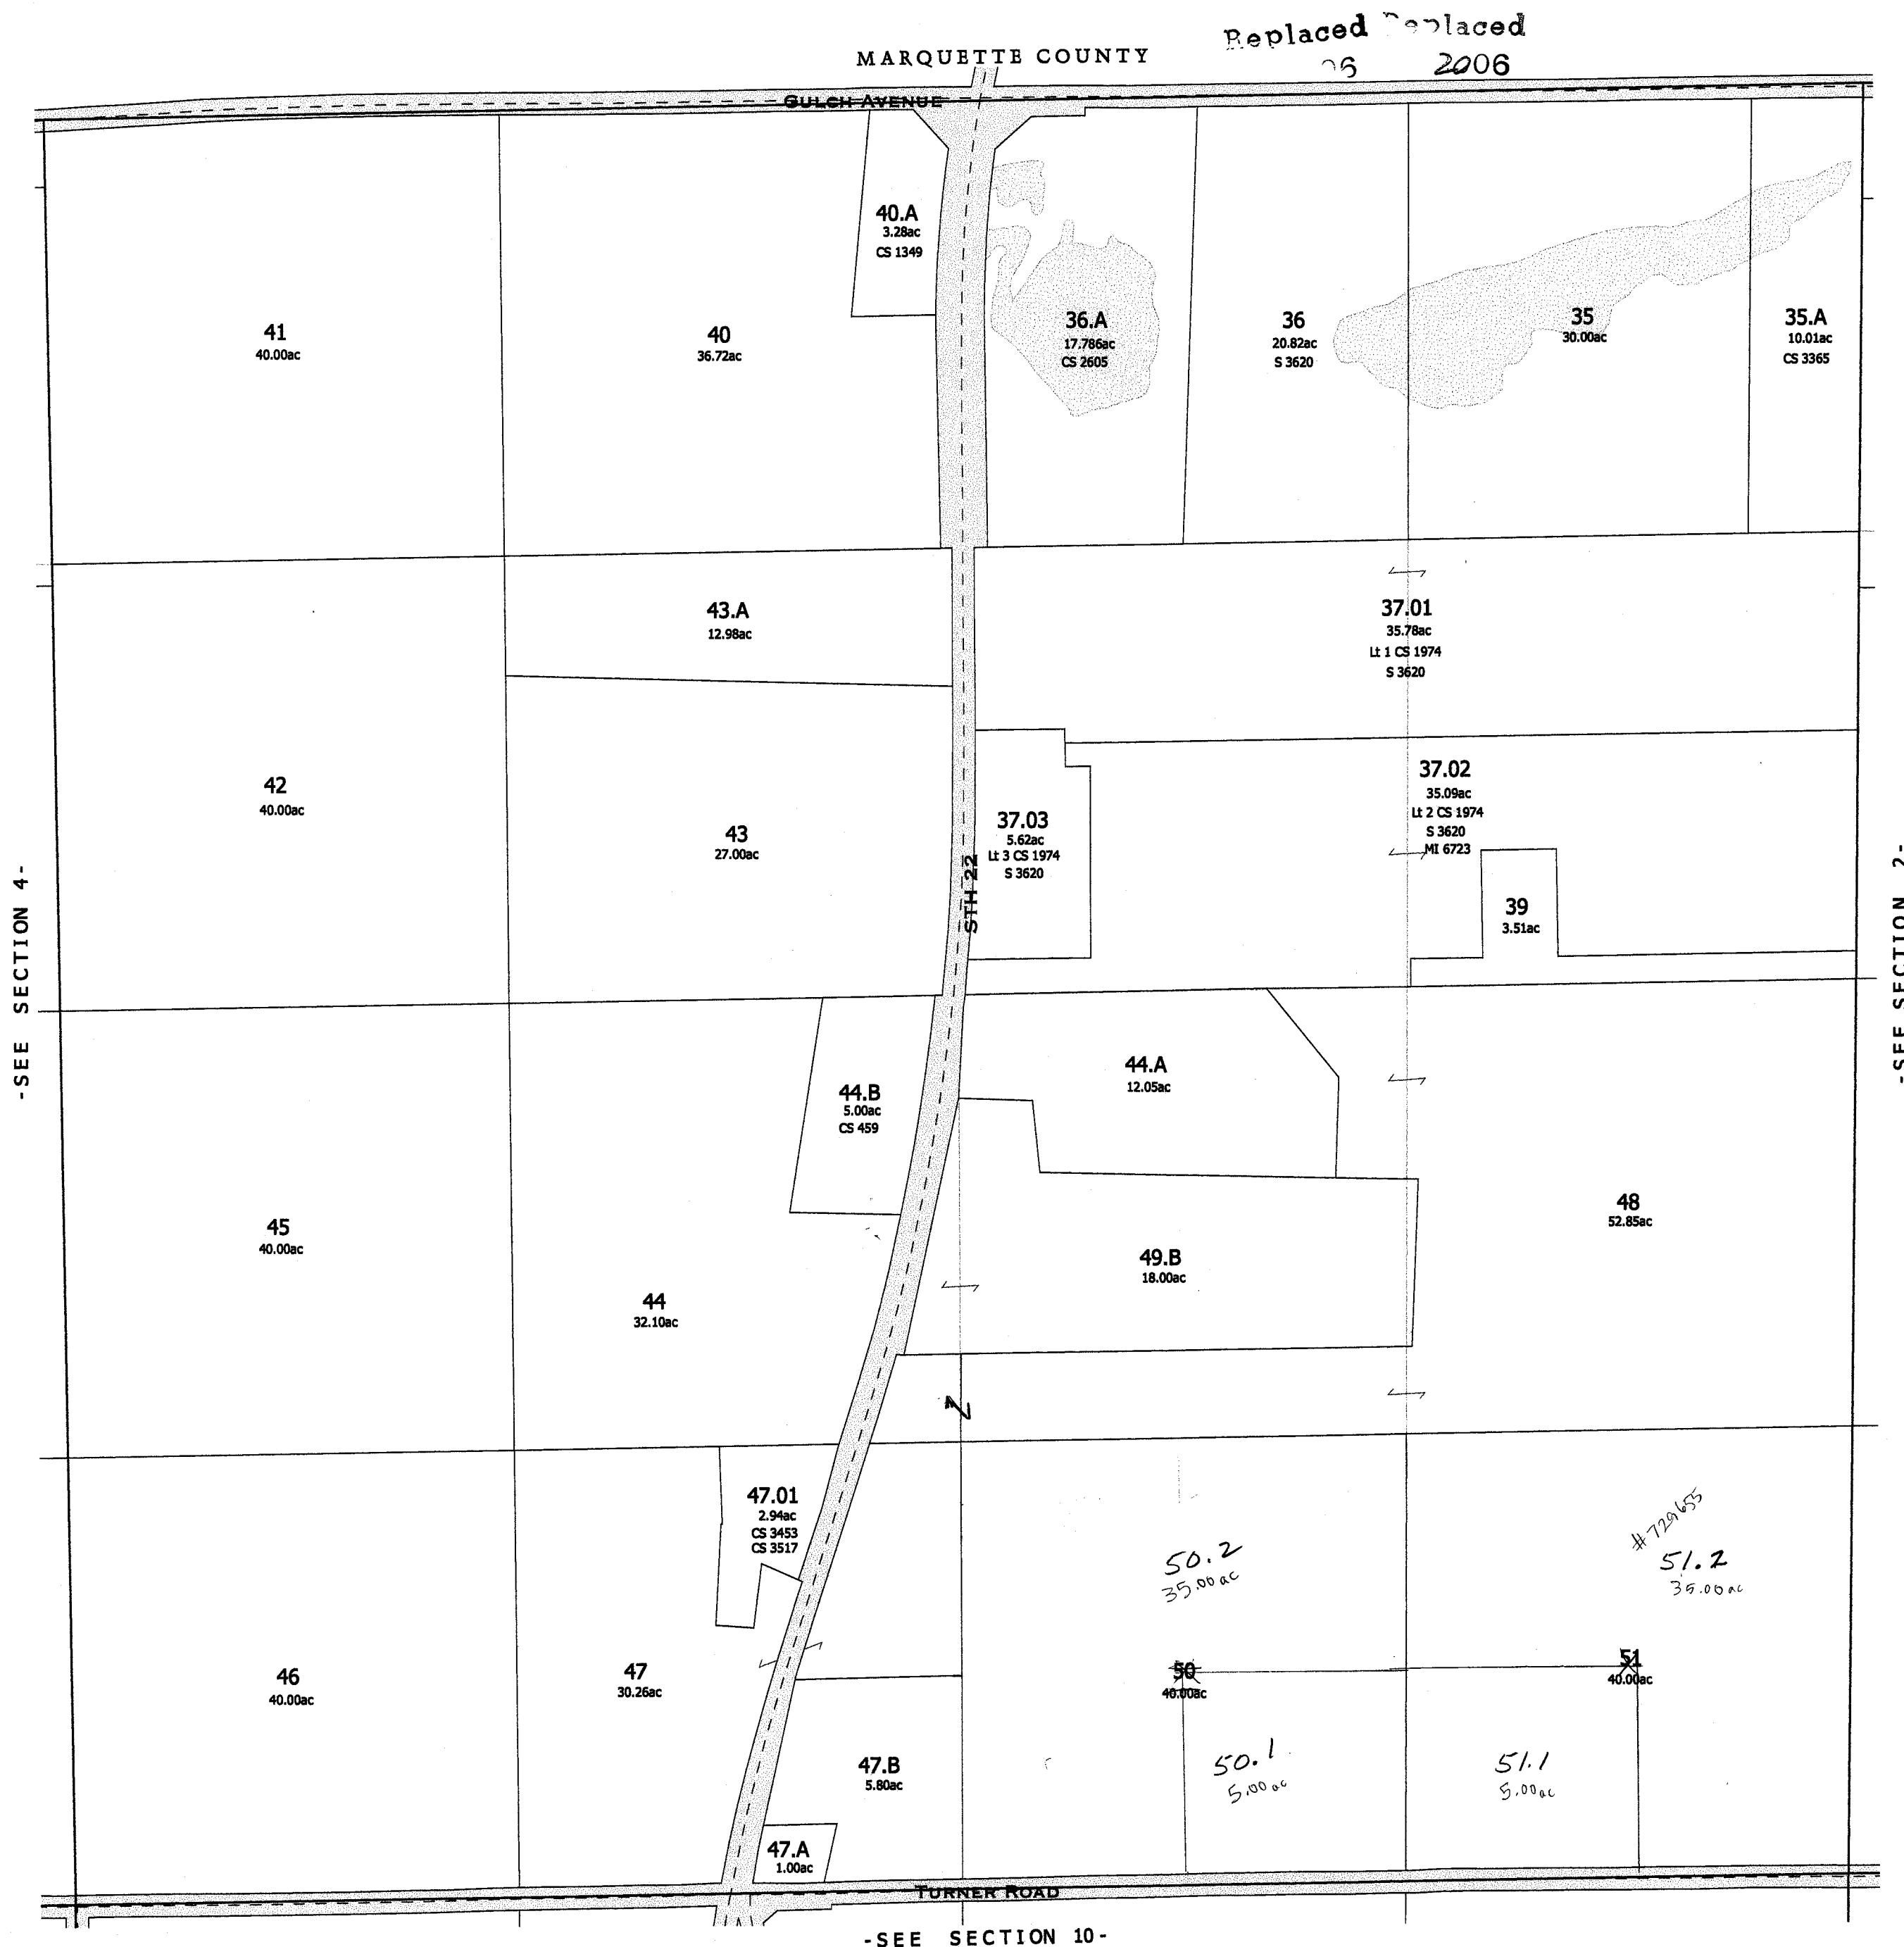 Replaced Replaced
MARQUETTE COUNTY
06 2006
GULCH AVENUE
40.A
3.28ac
CS 1349
41
40.00ac
40
36.72ac
36.A
17.786ac
CS 2605
36
20.82ac
S 3620
35
30.00ac
35.A
10.01ac
CS 3365
43.A
12.98ac
37.01
35.78ac
Lt 1 CS 1974
S 3620
42
40.00ac
43
27.00ac
37.03
5.62ac
Lt 3 CS 1974
S 3620
37.02
35.09ac
Lt 2 CS 1974
S 3620
MI 6723
39
3.51ac
STH 22
-SEE SECTION 4-
-SEE SECTION 2-
44.B
5.00ac
CS 459
44.A
12.05ac
45
40.00ac
44
32.10ac
49.B
18.00ac
48
52.85ac
47.01
2.94ac
CS 3453
CS 3517
50.2
35.00ac
#729655
51.2
35.00ac
46
40.00ac
47
30.26ac
50
40.00ac
51
40.00ac
47.B
5.80ac
50.1
5.00ac
51.1
5.00ac
47.A
1.00ac
TURNER ROAD
-SEE SECTION 10-